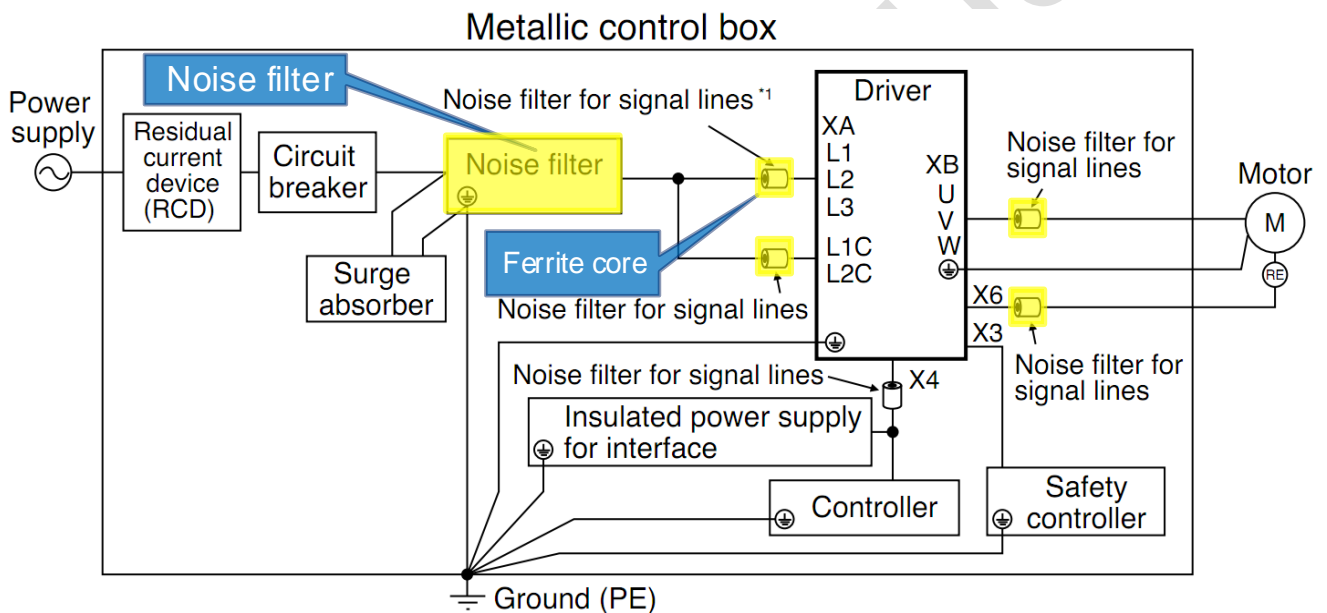 Metallic control box
Noise filter
Power
supply
Residual
current
device
(RCD)
Circuit
breaker
Noise filter
Surge
absorber
Noise filter for signal lines *1
Ferrite core
Noise filter for signal lines
Driver
XA
L1
L2
L3
L1C
L2C
XB
U
V
W
X6
X3
X4
Noise filter for
signal lines
Motor
M
RE
Noise filter for
signal lines
Noise filter for signal lines
Insulated power supply
for interface
Controller
Safety
controller
Ground (PE)